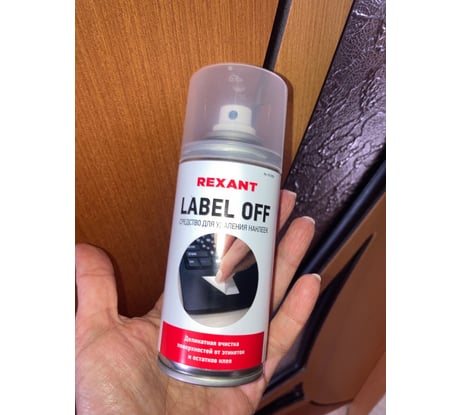 REXANT
LABEL OFF
СРЕДСТВО ДЛЯ УДАЛЕНИЯ НАКЛЕЕК
Деликатная очистка
поверхностей от этикеток
и остатков клея